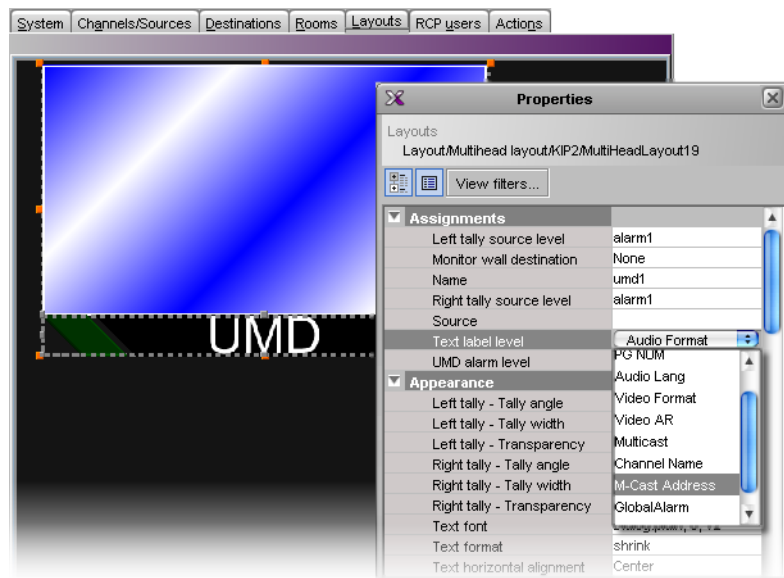 System Channels/Sources Destinations Rooms Layouts RCP users Actions
UMD
Properties
Layouts
Layout/Multihead layout/KIP2/MultiHeadLayout19
View filters...
Assignments
Left tally source level alarm1
Monitor wall destination None
Name umd1
Right tally source level alarm1
Source
Text label level Audio Format
UMD alarm level PG NUM
Audio Lang
Video Format
Video AR
Multicast
Channel Name
M-Cast Address
GlobalAlarm
Appearance
Left tally - Tally angle
Left tally - Tally width
Left tally - Transparency
Right tally - Tally angle
Right tally - Tally width
Right tally - Transparency
Text font
Text format shrink
Text horizontal alignment Center